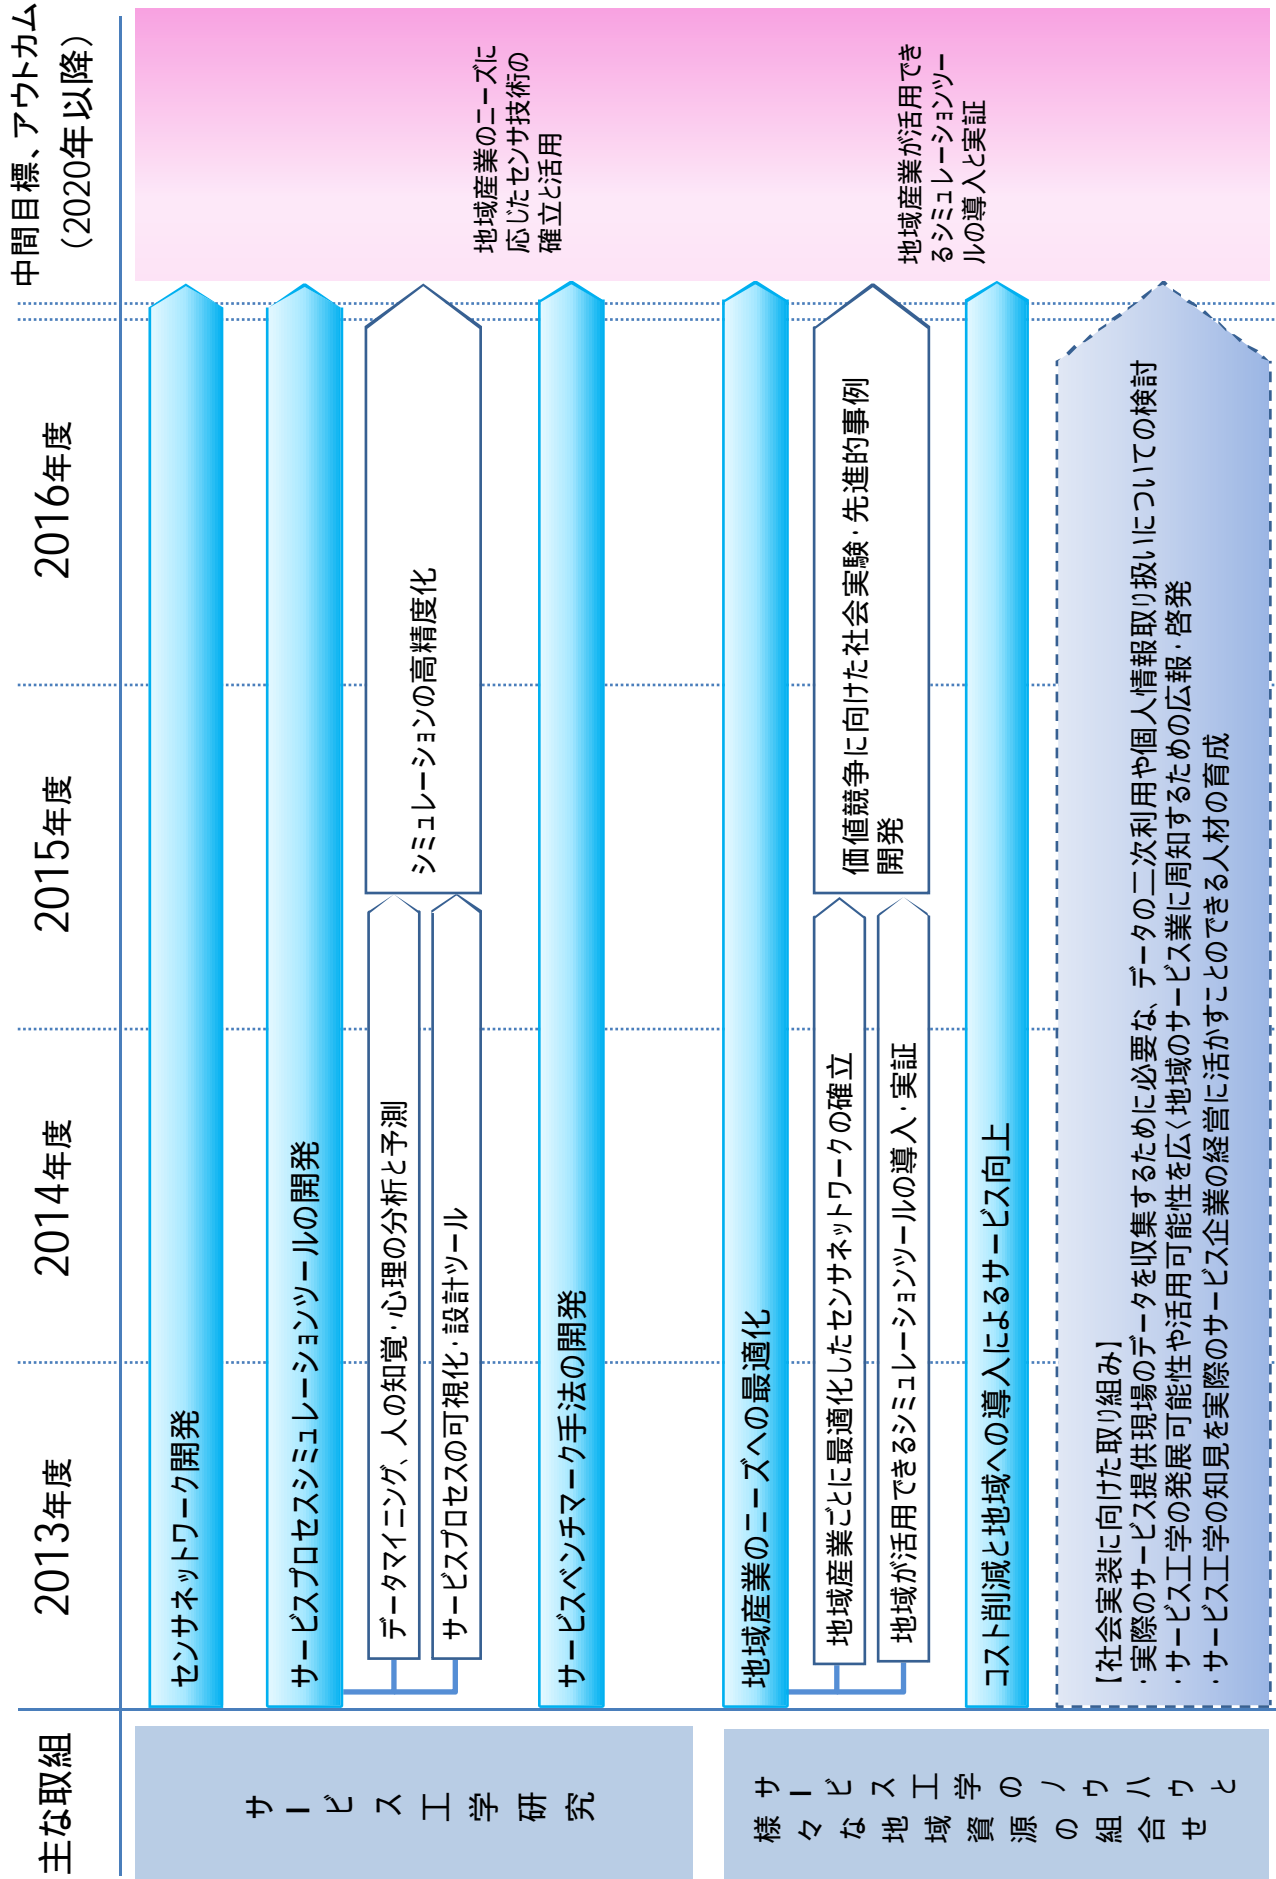 主な取組
2013年度
2014年度
2015年度
2016年度
中間目標、アウトカム
（2020年以降）
サービス工学研究
センサネットワーク開発
サービスプロセスシミュレーションツールの開発
データマイニング、人の知覚・心理の分析と予測
サービスプロセスの可視化・設計ツール
シミュレーションの高精度化
サービスベンチマーク手法の開発
地域産業のニーズに
応じたセンサ技術の
確立と活用
サービス工学のノウハウと
様々な地域資源の組合せ
地域産業のニーズへの最適化
地域産業ごとに最適化したセンサネットワークの確立
地域が活用できるシミュレーションツールの導入・実証
価値競争に向けた社会実験・先進的事例
開発
コスト削減と地域への導入によるサービス向上
地域産業が活用でき
るシミュレーションツー
ルの導入と実証
【社会実装に向けた取り組み】
・実際のサービス提供現場のデータを収集するために必要な、データの二次利用や個人情報取り扱いについての検討
・サービス工学の発展可能性や活用可能性を広く地域のサービス業に周知するための広報・啓発
・サービス工学の知見を実際のサービス企業の経営に活かすことのできる人材の育成